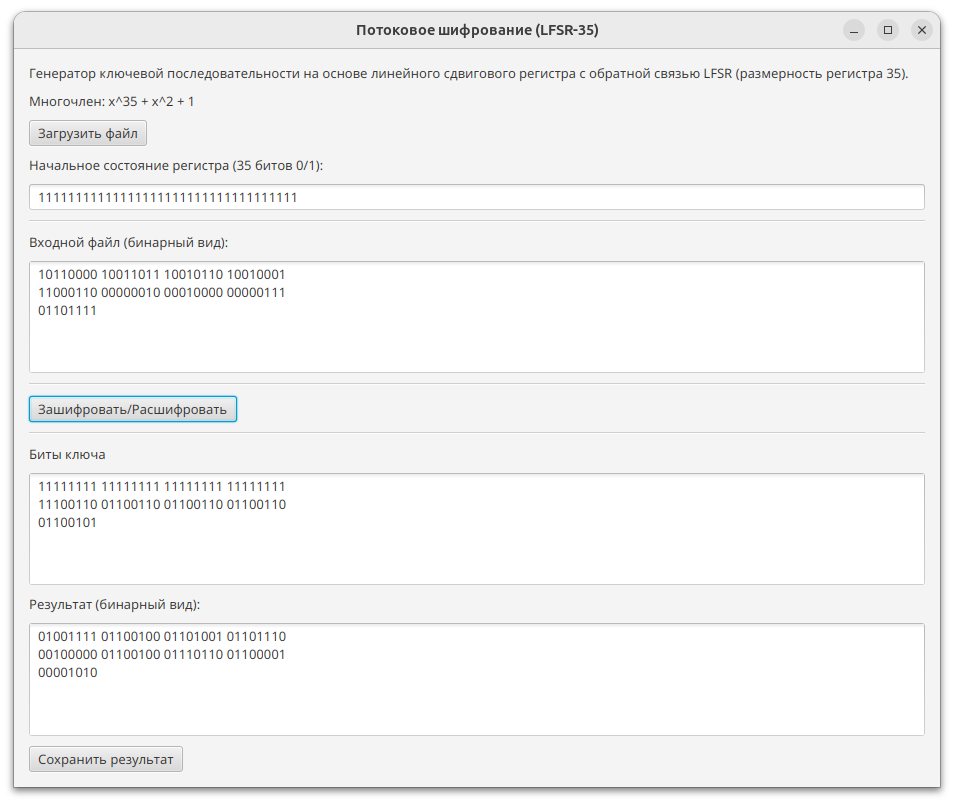 Потоковое шифрование (LFSR-35)
Генератор ключевой последовательности на основе линейного сдвигового регистра с обратной связью LFSR (размерность регистра 35).
Многочлен: x^35 + x^2 + 1
Загрузить файл
Начальное состояние регистра (35 битов 0/1):
11111111111111111111111111111111111
Входной файл (бинарный вид):
10110000 10011011 10010110 10010001
11000110 00000010 00010000 00000111
01101111
Зашифровать/Расшифровать
Биты ключа
11111111 11111111 11111111 11111111
11100110 01100110 01100110 01100110
01100101
Результат (бинарный вид):
01001111 01100100 01101001 01101110
00100000 01100100 01110110 01100001
00001010
Сохранить результат